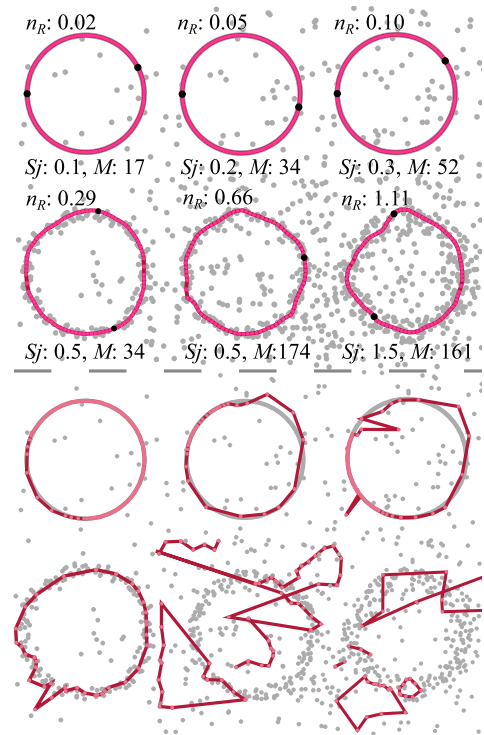 nR: 0.02 nR: 0.05 nR: 0.10
Sj: 0.1, M: 17 Sj: 0.2, M: 34 Sj: 0.3, M: 52
nR: 0.29 nR: 0.66 nR: 1.11
Sj: 0.5, M: 34 Sj: 0.5, M:174 Sj: 1.5, M: 161